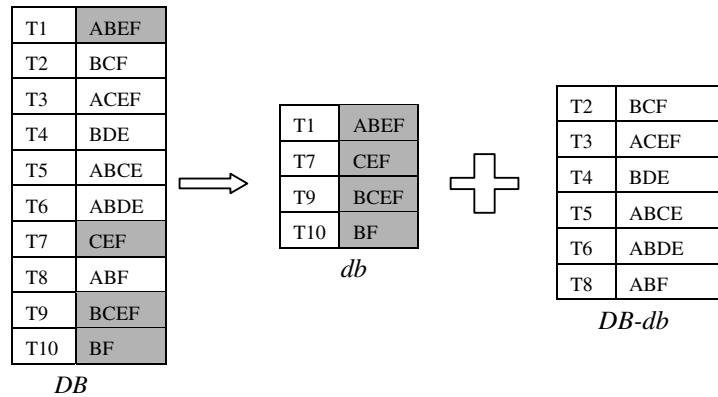 T1 ABEF
T2 BCF
T3 ACEF
T4 BDE
T5 ABCE
T6 ABDE
T7 CEF
T8 ABF
T9 BCEF
T10 BF
DB
T1 ABEF
T7 CEF
T9 BCEF
T10 BF
db
T2 BCF
T3 ACEF
T4 BDE
T5 ABCE
T6 ABDE
T8 ABF
DB-db